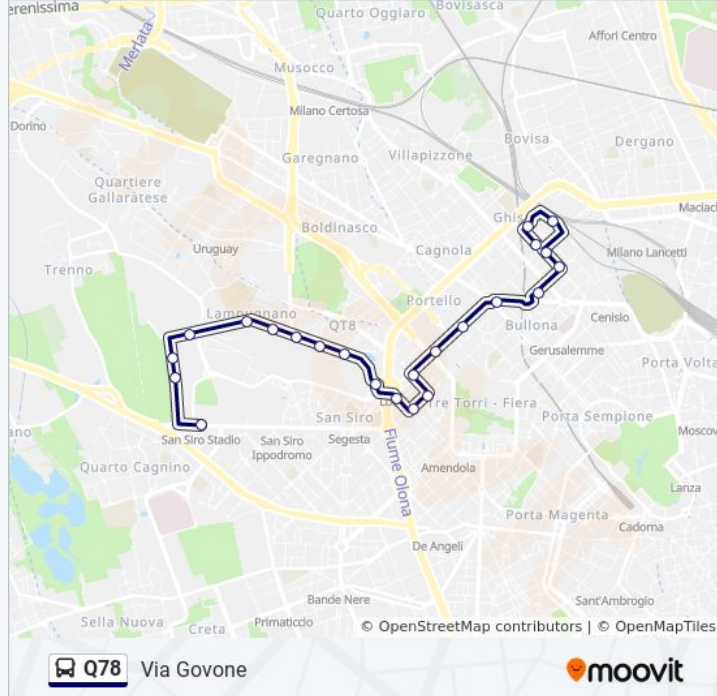 erenissima
Quarto Oggiaro
Bovisasca
Affori Centro
Merlata
Musocco
Milano Certosa
Dorino
Bovisa
Dergano
Garegnano
Villapizzone
Quartiere
Gallaratese
Maciac
Ghis
Boldinasco
Uruguay
Cagnola
Milano Lancetti
Trenno
Portello
Lampugnano
QT8
Cenisio
Bullona
Gerusalemme
Porta Volta
Lo
Tre Torri - Fiera
San Siro
Porta Sempione
ano
San Siro Stadio
San Siro
Ippodromo
Segesta
Moscov
Fiume Olona
Quarto Cagnino
Amendola
Lanza
Porta Magenta
Cadorna
De Angeli
Bande Nere
Sant'Ambrogio
Sella Nuova
Creta
Primaticcio
© OpenStreetMap contributors | © OpenMapTiles
Q78 Via Govone
moovit